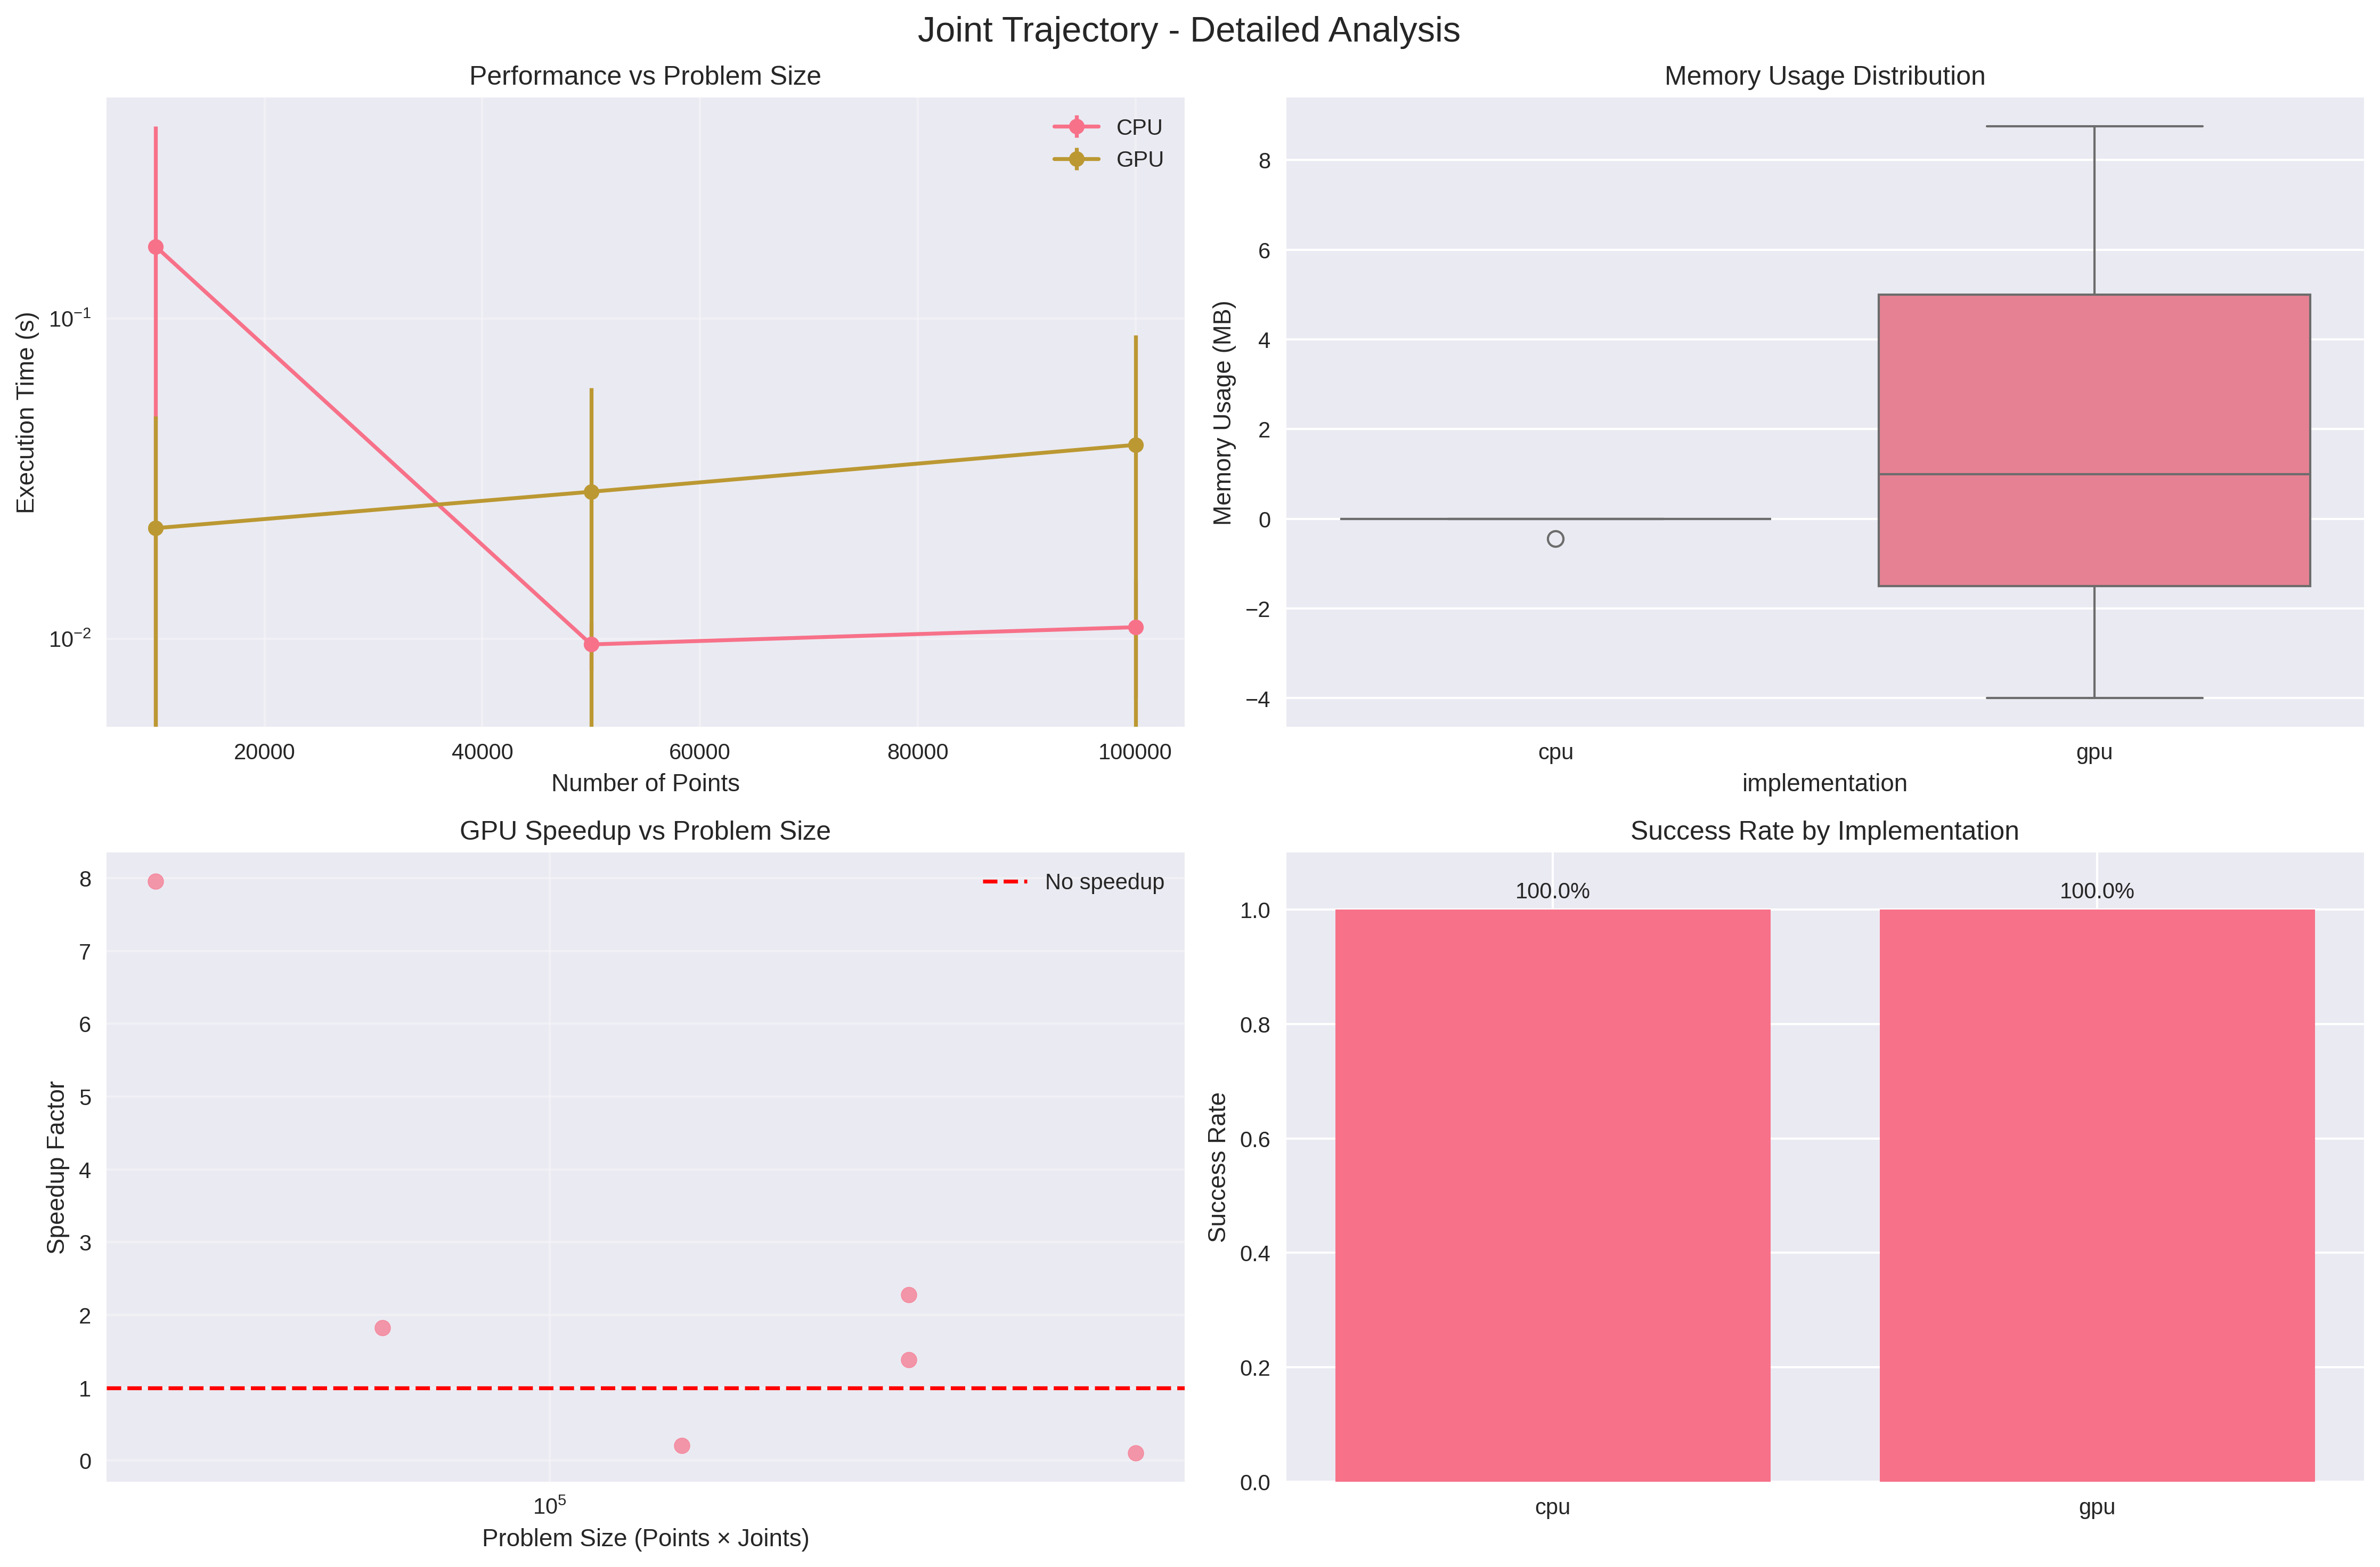 Joint Trajectory - Detailed Analysis
Performance vs Problem Size
CPU
GPU
Execution Time (s)
10⁻¹
10⁻²
20000 40000 60000 80000 100000
Number of Points
Memory Usage Distribution
Memory Usage (MB)
8
6
4
2
0
−2
−4
cpu gpu
implementation
GPU Speedup vs Problem Size
No speedup
Speedup Factor
8
7
6
5
4
3
2
1
0
10⁵
Problem Size (Points × Joints)
Success Rate by Implementation
100.0% 100.0%
Success Rate
1.0
0.8
0.6
0.4
0.2
0.0
cpu gpu